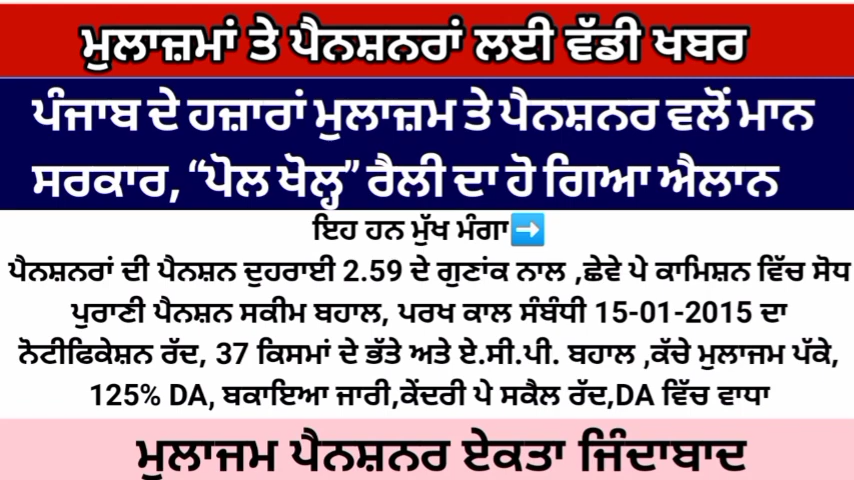 ਮੁਲਾਜ਼ਮਾਂ ਤੇ ਪੈਨਸ਼ਨਰਾਂ ਲਈ ਵੱਡੀ ਖਬਰ
ਪੰਜਾਬ ਦੇ ਹਜ਼ਾਰਾਂ ਮੁਲਾਜ਼ਮ ਤੇ ਪੈਨਸ਼ਨਰ ਵਲੋਂ ਮਾਨ
ਸਰਕਾਰ, “ਪੋਲ ਖੋਲ੍ਹ” ਰੈਲੀ ਦਾ ਹੋ ਗਿਆ ਐਲਾਨ
ਇਹ ਹਨ ਮੁੱਖ ਮੰਗਾ➡️
ਪੈਨਸ਼ਨਰਾਂ ਦੀ ਪੈਨਸ਼ਨ ਦੁਹਰਾਈ 2.59 ਦੇ ਗੁਣਾਂਕ ਨਾਲ ,ਛੇਵੇ ਪੇ ਕਾਮਿਸ਼ਨ ਵਿੱਚ ਸੋਧ
ਪੁਰਾਣੀ ਪੈਨਸ਼ਨ ਸਕੀਮ ਬਹਾਲ, ਪਰਖ ਕਾਲ ਸੰਬੰਧੀ 15-01-2015 ਦਾ
ਨੋਟੀਫਿਕੇਸ਼ਨ ਰੱਦ, 37 ਕਿਸਮਾਂ ਦੇ ਭੱਤੇ ਅਤੇ ਏ.ਸੀ.ਪੀ. ਬਹਾਲ ,ਕੱਚੇ ਮੁਲਾਜਮ ਪੱਕੇ,
125% DA, ਬਕਾਇਆ ਜਾਰੀ,ਕੇਂਦਰੀ ਪੇ ਸਕੈਲ ਰੱਦ,DA ਵਿੱਚ ਵਾਧਾ
ਮੁਲਾਜਮ ਪੈਨਸ਼ਨਰ ਏਕਤਾ ਜਿੰਦਾਬਾਦ